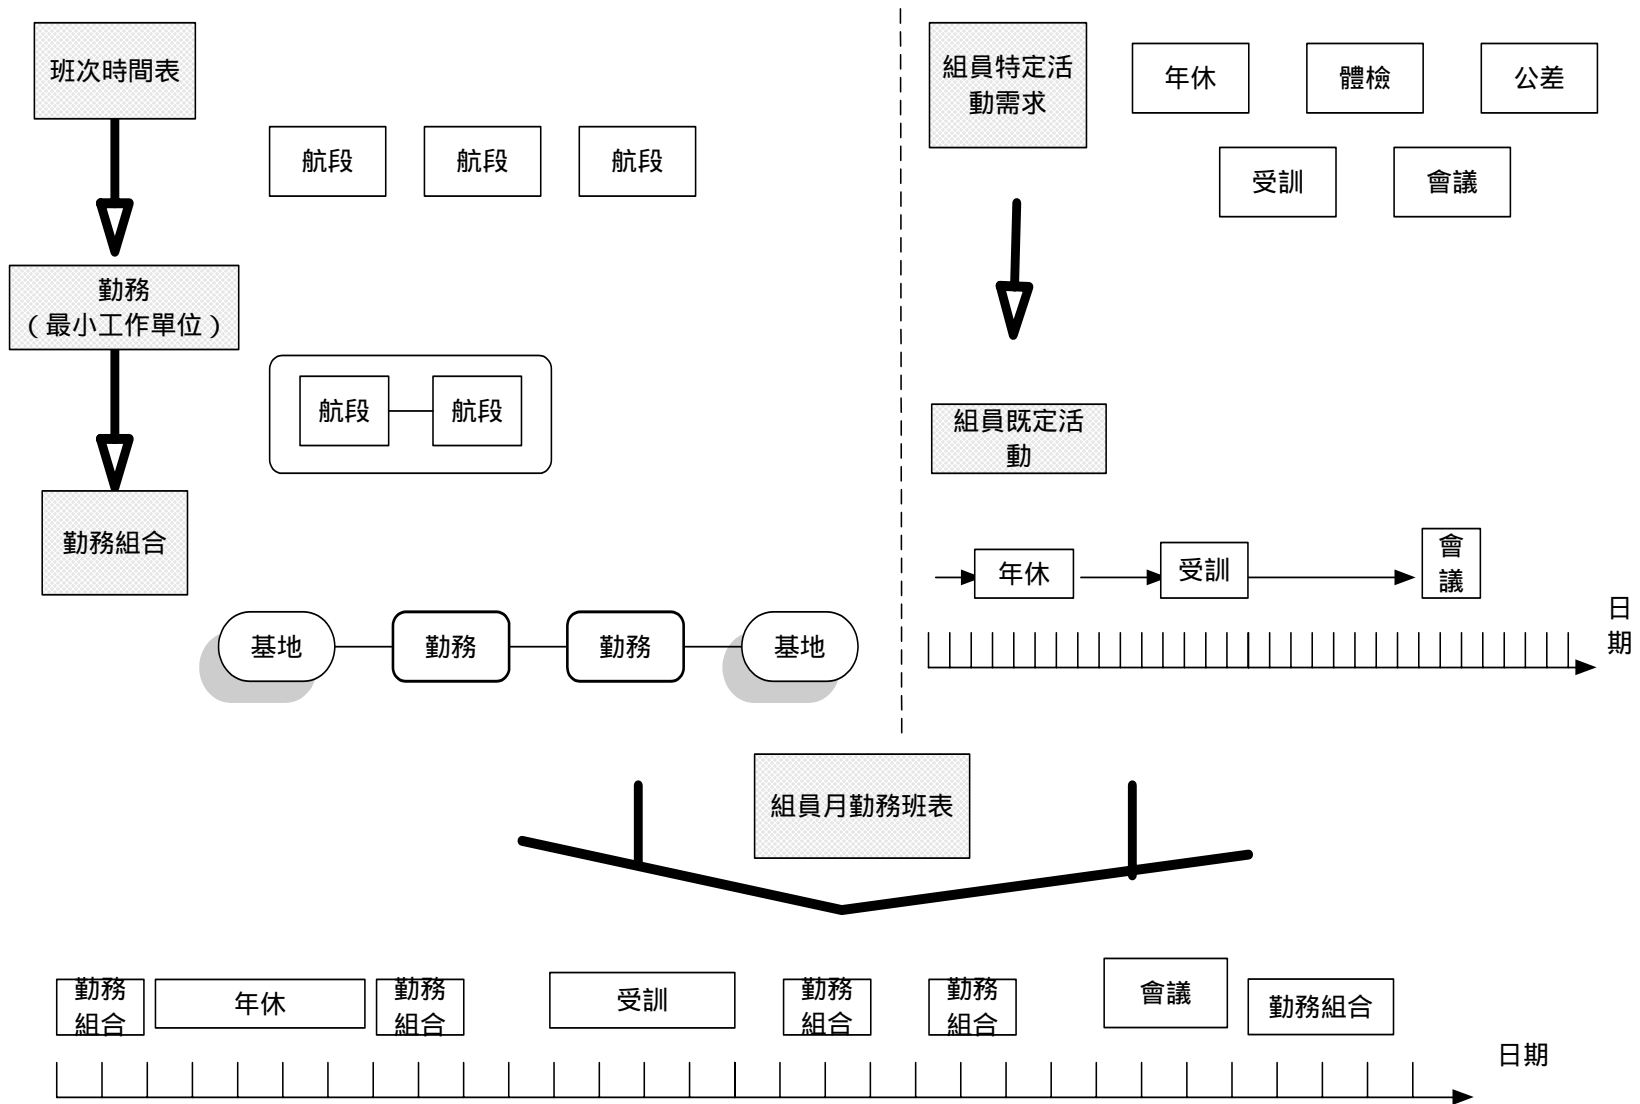 班次時間表
航段
航段
航段
勤務
（最小工作單位）
航段
航段
勤務組合
基地
勤務
勤務
基地
組員特定活
動需求
年休
體檢
公差
受訓
會議
組員既定活
動
年休
受訓
會
議
日
期
組員月勤務班表
勤務
組合
年休
勤務
組合
受訓
勤務
組合
勤務
組合
會議
勤務組合
日期